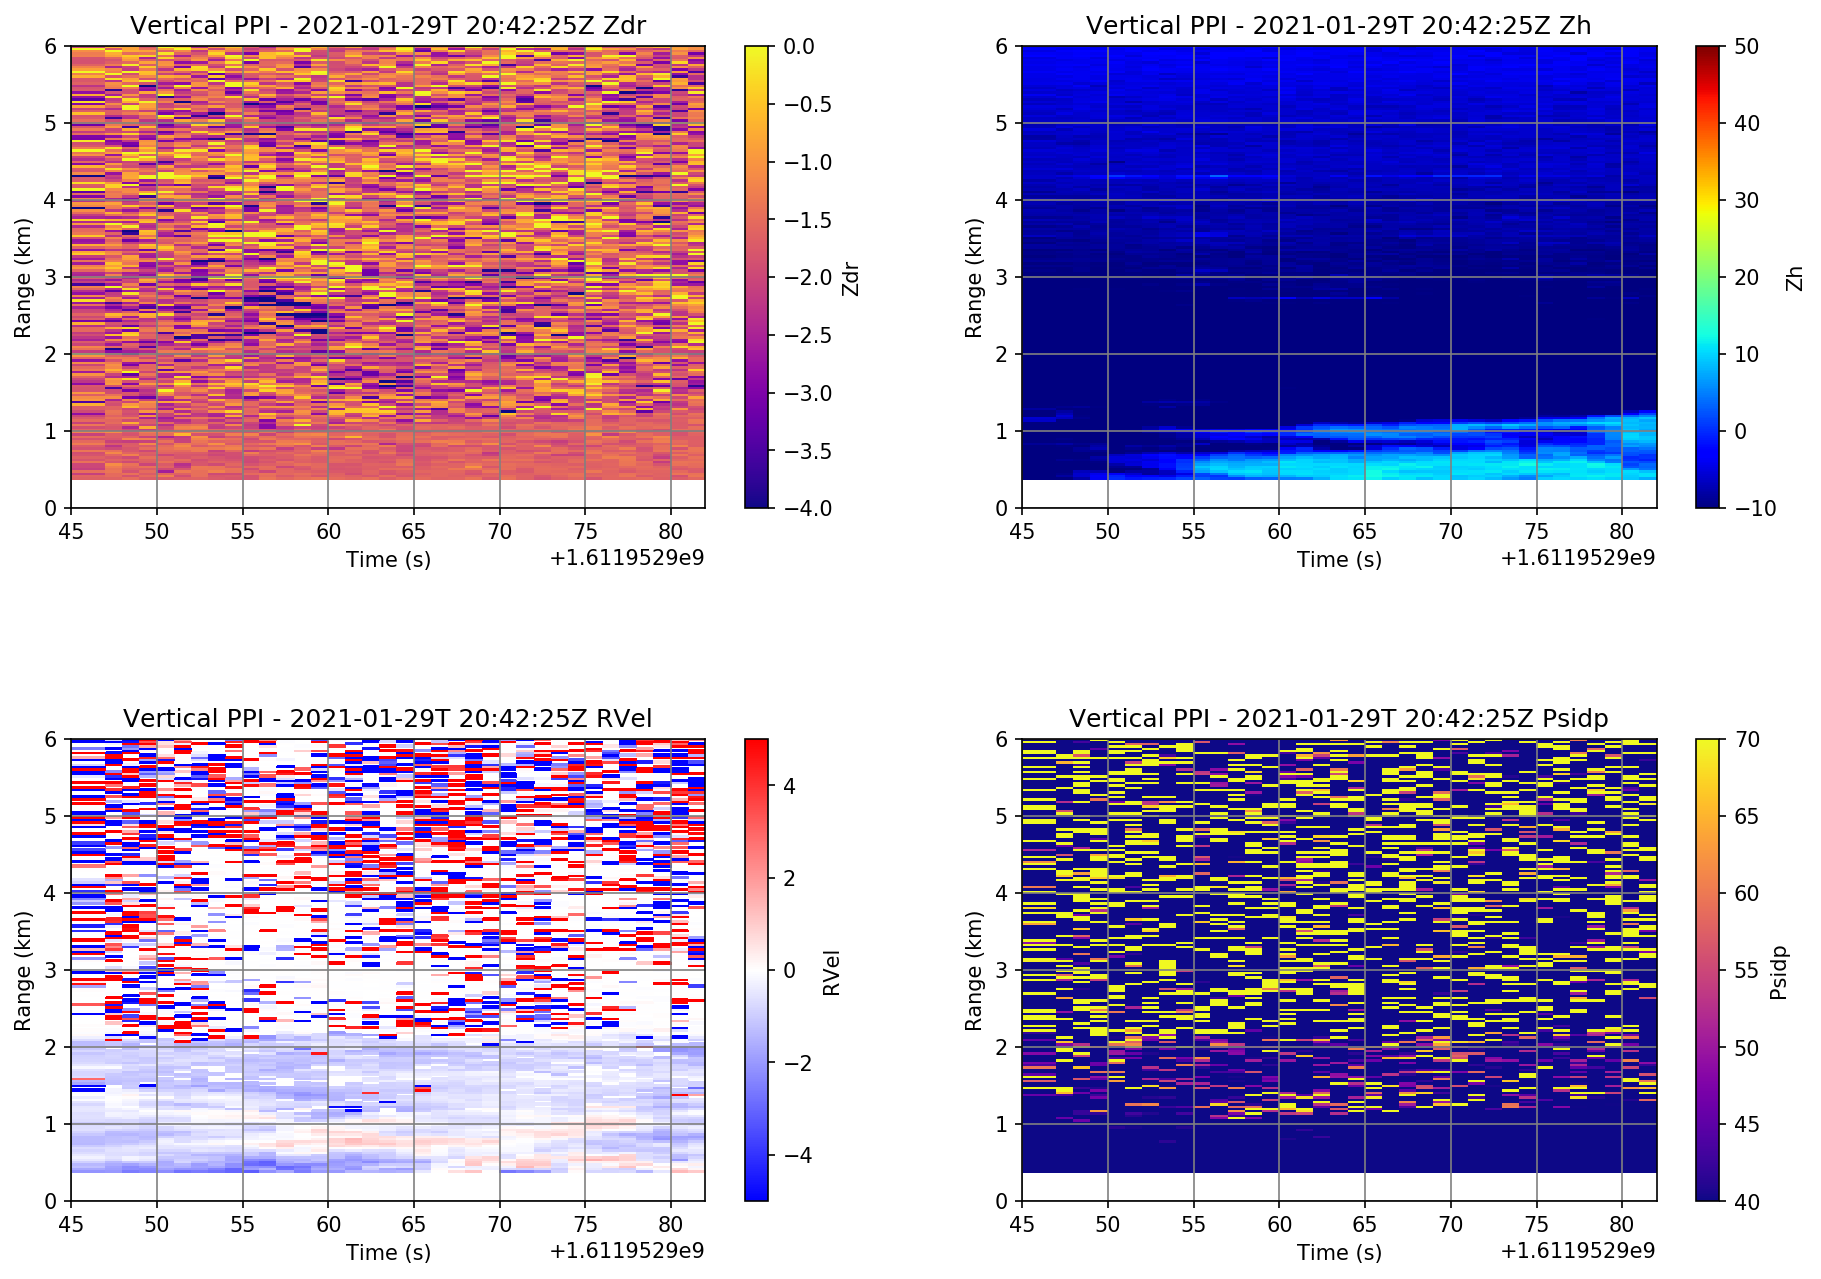 Vertical PPI - 2021-01-29T 20:42:25Z Zdr
6
5
4
3
2
1
0
Range (km)
45 50 55 60 65 70 75 80
Time (s)
+1.6119529e9
0.0
−0.5
−1.0
−1.5
−2.0
−2.5
−3.0
−3.5
−4.0
Zdr
Vertical PPI - 2021-01-29T 20:42:25Z Zh
6
5
4
3
2
1
0
Range (km)
45 50 55 60 65 70 75 80
Time (s)
+1.6119529e9
50
40
30
20
10
0
−10
Zh
Vertical PPI - 2021-01-29T 20:42:25Z RVel
6
5
4
3
2
1
0
Range (km)
45 50 55 60 65 70 75 80
Time (s)
+1.6119529e9
4
2
0
−2
−4
RVel
Vertical PPI - 2021-01-29T 20:42:25Z Psidp
6
5
4
3
2
1
0
Range (km)
45 50 55 60 65 70 75 80
Time (s)
+1.6119529e9
70
65
60
55
50
45
40
Psidp